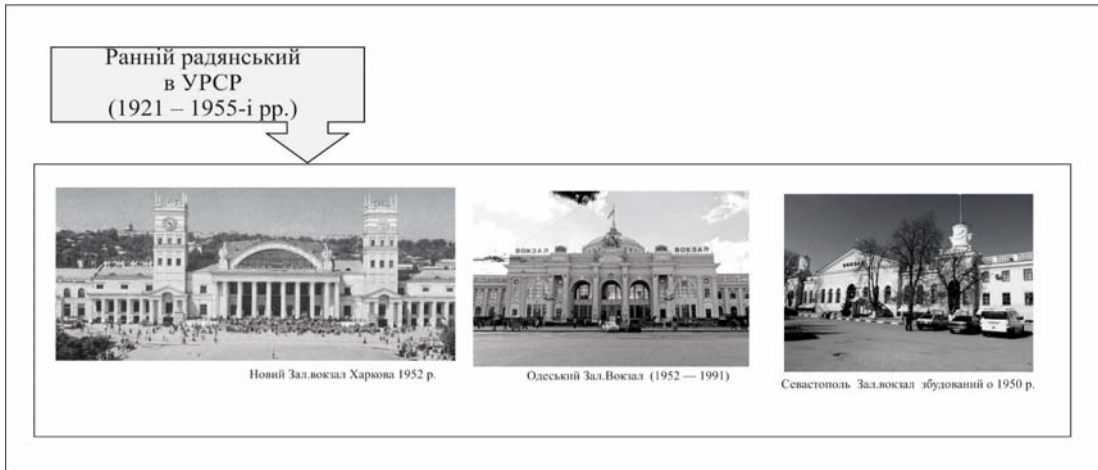 Ранній радянський
в УРСР
(1921 – 1955-і рр.)
ВОКЗАЛ
ВОКЗАЛ
ВОКЗАЛ
Новий Зал.вокзал Харкова 1952 р.
Одеський Зал.Вокзал (1952 — 1991)
Севастополь Зал.вокзал збудований о 1950 р.